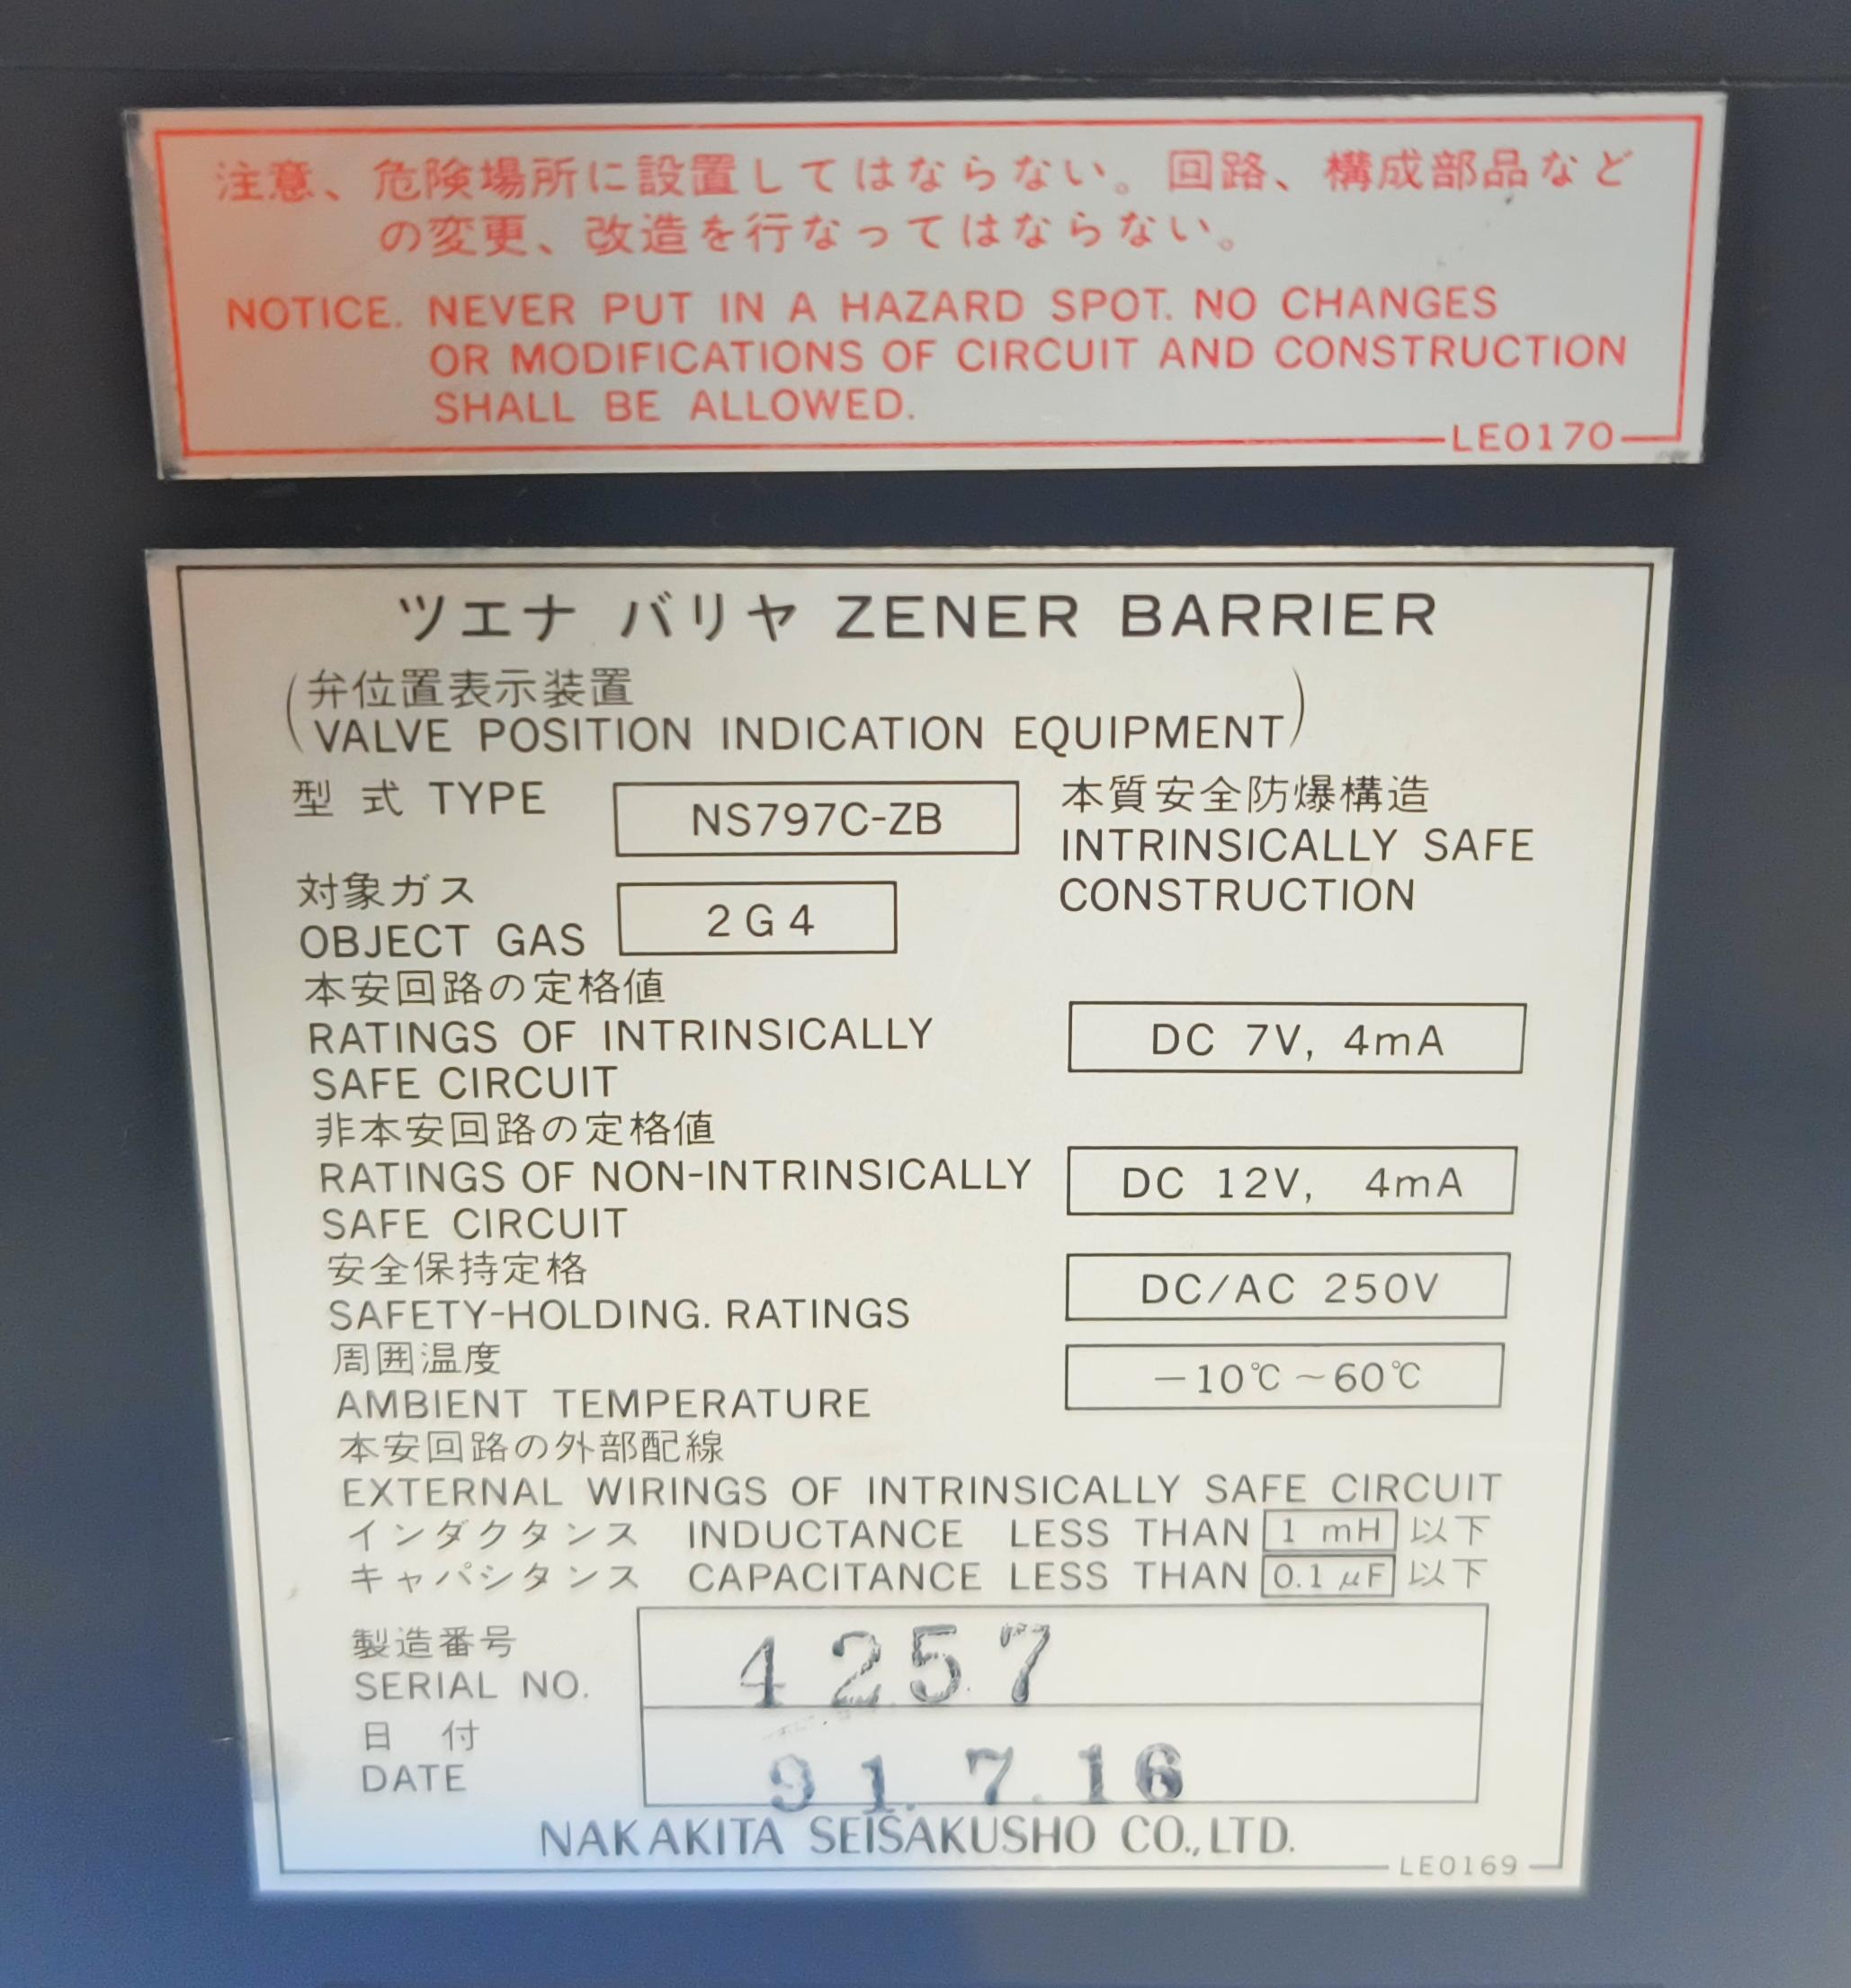 注意、危険場所に設置してはならない。回路、構成部品など
の変更、改造を行なってはならない。
NOTICE. NEVER PUT IN A HAZARD SPOT. NO CHANGES
OR MODIFICATIONS OF CIRCUIT AND CONSTRUCTION
SHALL BE ALLOWED.
LE0170
ツエナ バリヤ ZENER BARRIER
(弁位置表示装置
VALVE POSITION INDICATION EQUIPMENT)
型 式 TYPE NS797C-ZB
本質安全防爆構造
INTRINSICALLY SAFE
CONSTRUCTION
対象ガス
OBJECT GAS 2G4
本安回路の定格値
RATINGS OF INTRINSICALLY DC 7V, 4mA
SAFE CIRCUIT
非本安回路の定格値
RATINGS OF NON-INTRINSICALLY DC 12V, 4mA
SAFE CIRCUIT
安全保持定格
SAFETY-HOLDING. RATINGS DC/AC 250V
周囲温度
AMBIENT TEMPERATURE −10℃～60℃
本安回路の外部配線
EXTERNAL WIRINGS OF INTRINSICALLY SAFE CIRCUIT
インダクタンス INDUCTANCE LESS THAN 1 mH 以下
キャパシタンス CAPACITANCE LESS THAN 0.1 μF 以下
製造番号
SERIAL NO. 4257
日 付
DATE 91.7.16
NAKAKITA SEISAKUSHO CO., LTD.
LE0169